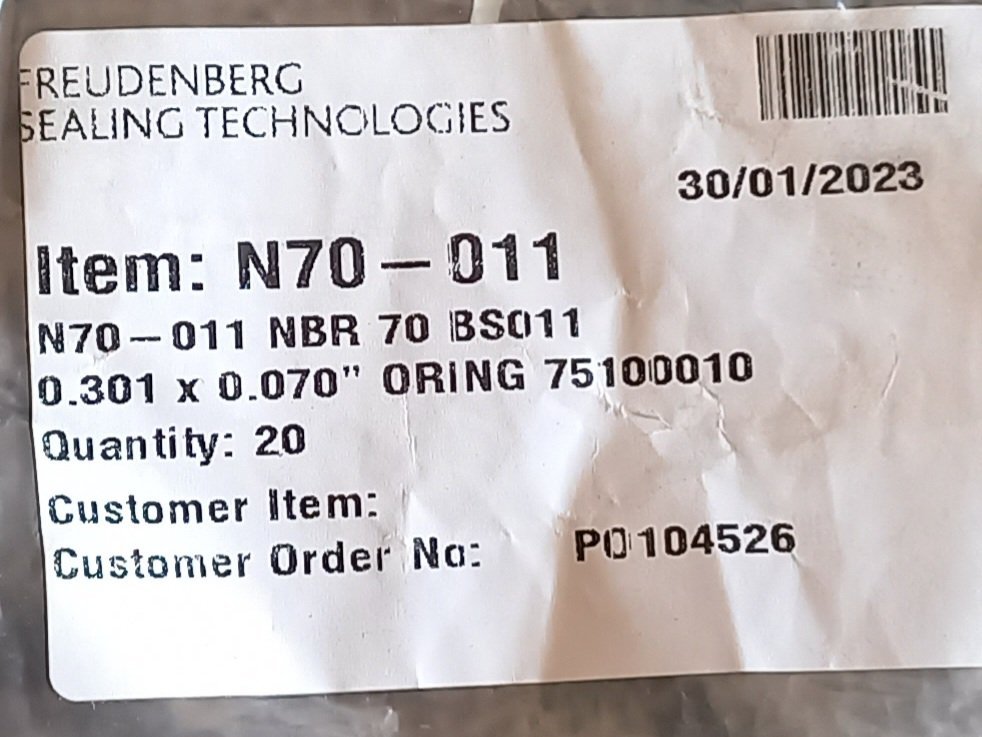 FREUDENBERG
SEALING TECHNOLOGIES
30/01/2023
Item: N70-011
N70-011 NBR 70 BS011
0.301 x 0.070" ORING 75100010
Quantity: 20
Customer Item:
Customer Order No: PO104526